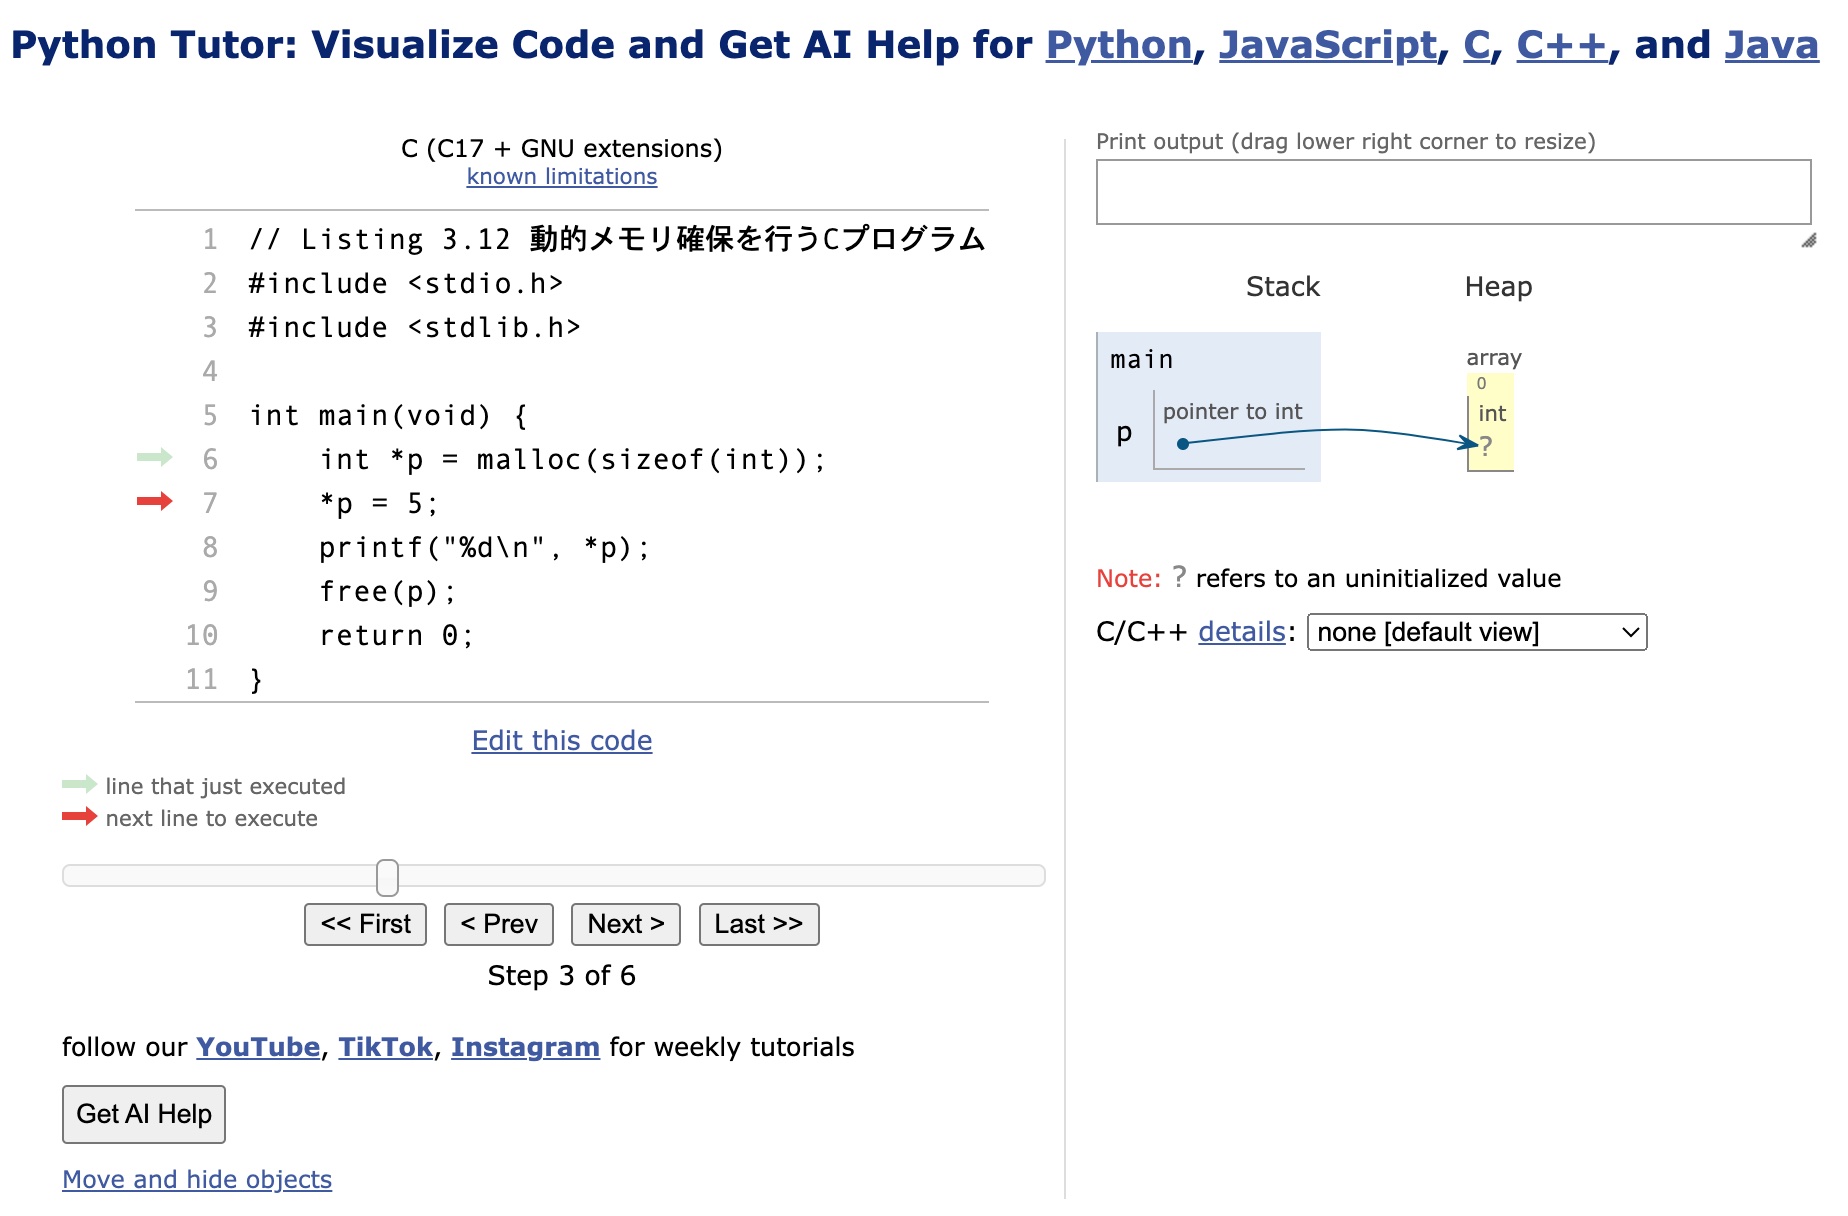 Python Tutor: Visualize Code and Get AI Help for Python, JavaScript, C, C++, and Java
C (C17 + GNU extensions)
known limitations
1 // Listing 3.12 動的メモリ確保を行うCプログラム
2 #include <stdio.h>
3 #include <stdlib.h>
4
5 int main(void) {
6     int *p = malloc(sizeof(int));
7     *p = 5;
8     printf("%d\n", *p);
9     free(p);
10     return 0;
11 }
Edit this code
line that just executed
next line to execute
<< First < Prev Next > Last >>
Step 3 of 6
follow our YouTube, TikTok, Instagram for weekly tutorials
Get AI Help
Move and hide objects
Print output (drag lower right corner to resize)
Stack Heap
main
p pointer to int
array
0
int
?
Note: ? refers to an uninitialized value
C/C++ details: none [default view]